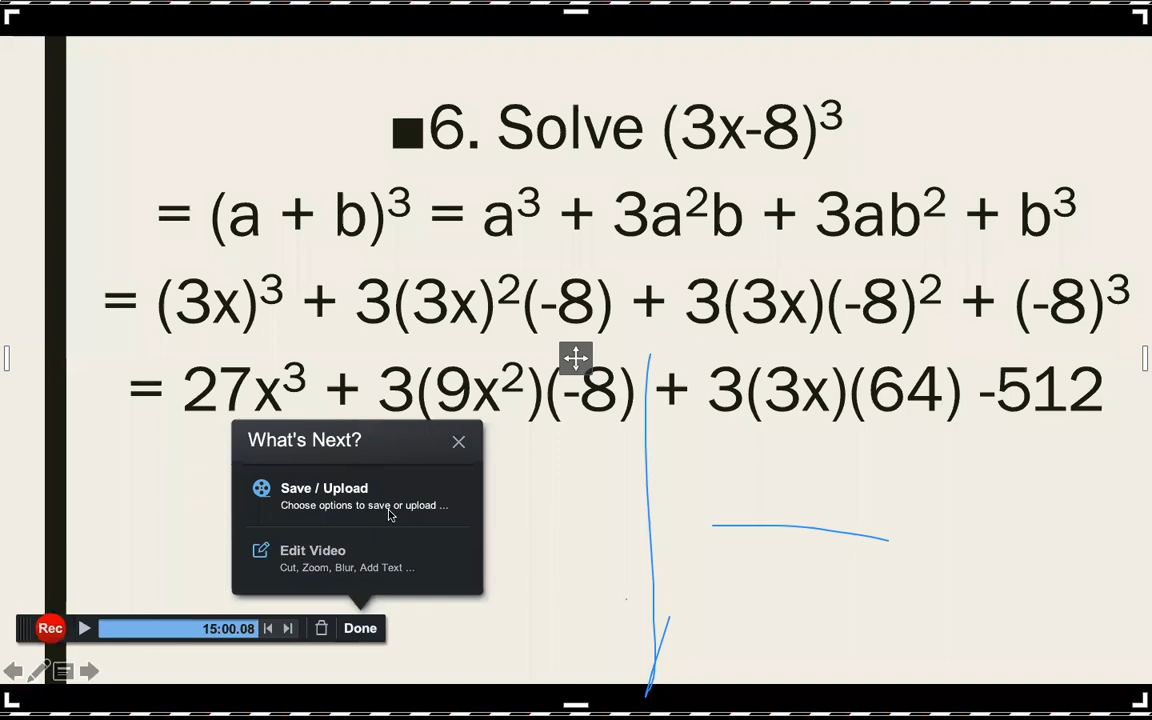 ■6. Solve (3x-8)³
= (a + b)³ = a³ + 3a²b + 3ab² + b³
= (3x)³ + 3(3x)²(-8) + 3(3x)(-8)² + (-8)³
= 27x³ + 3(9x²)(-8) + 3(3x)(64) -512
What's Next?
Save / Upload
Choose options to save or upload ...
Edit Video
Cut, Zoom, Blur, Add Text ...
Rec 15:00.08 Done